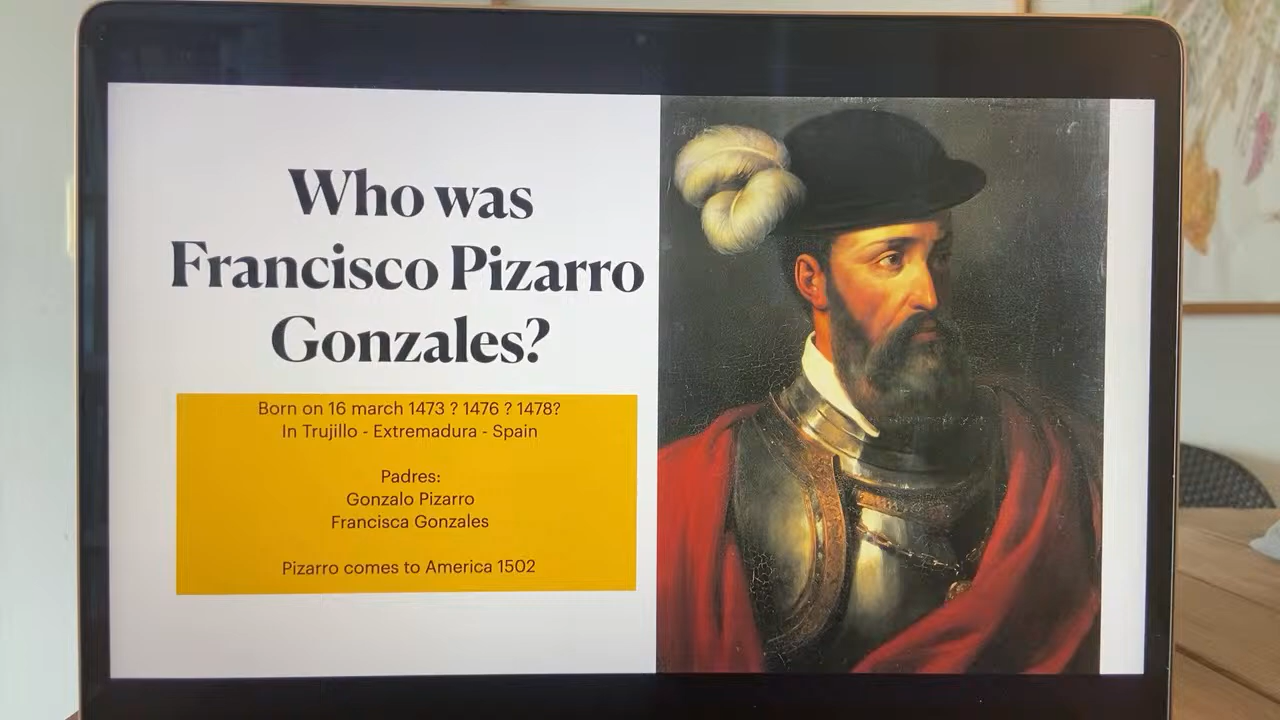 Who was
Francisco Pizarro
Gonzales?
Born on 16 march 1473 ? 1476 ? 1478?
In Trujillo - Extremadura - Spain
Padres:
Gonzalo Pizarro
Francisca Gonzales
Pizarro comes to America 1502